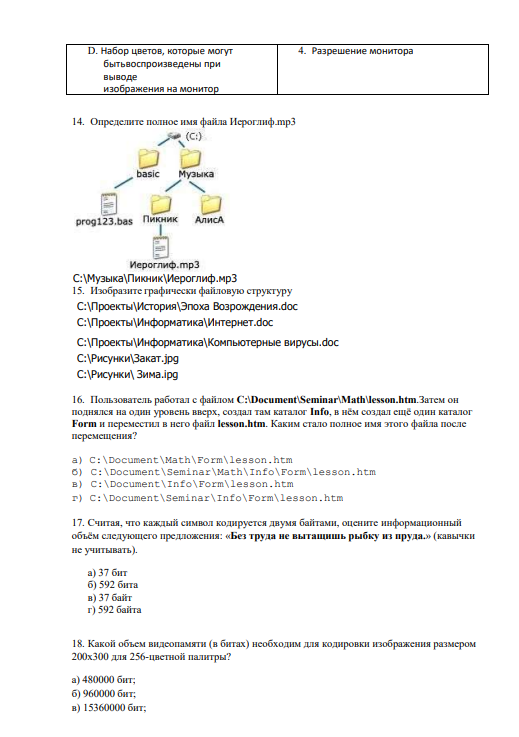 D. Набор цветов, которые могут
бытьвоспроизведены при
выводе
изображения на монитор
4. Разрешение монитора
14. Определите полное имя файла Иероглиф.mp3
(C:)
basic
Музыка
prog123.bas
Пикник
АлисА
Иероглиф.mp3
C:\Музыка\Пикник\Иероглиф.мр3
15. Изобразите графически файловую структуру
C:\Проекты\История\Эпоха Возрождения.doc
C:\Проекты\Информатика\Интернет.doc
C:\Проекты\Информатика\Компьютерные вирусы.doc
C:\Рисунки\Закат.jpg
C:\Рисунки\ Зима.ipg
16. Пользователь работал с файлом C:\Document\Seminar\Math\lesson.htm.Затем он
поднялся на один уровень вверх, создал там каталог Info, в нём создал ещё один каталог
Form и переместил в него файл lesson.htm. Каким стало полное имя этого файла после
перемещения?
а) C:\Document\Math\Form\lesson.htm
б) C:\Document\Seminar\Math\Info\Form\lesson.htm
в) C:\Document\Info\Form\lesson.htm
г) C:\Document\Seminar\Info\Form\lesson.htm
17. Считая, что каждый символ кодируется двумя байтами, оцените информационный
объём следующего предложения: «Без труда не вытащишь рыбку из пруда.» (кавычки
не учитывать).
а) 37 бит
б) 592 бита
в) 37 байт
г) 592 байта
18. Какой объем видеопамяти (в битах) необходим для кодировки изображения размером
200х300 для 256-цветной палитры?
а) 480000 бит;
б) 960000 бит;
в) 15360000 бит;